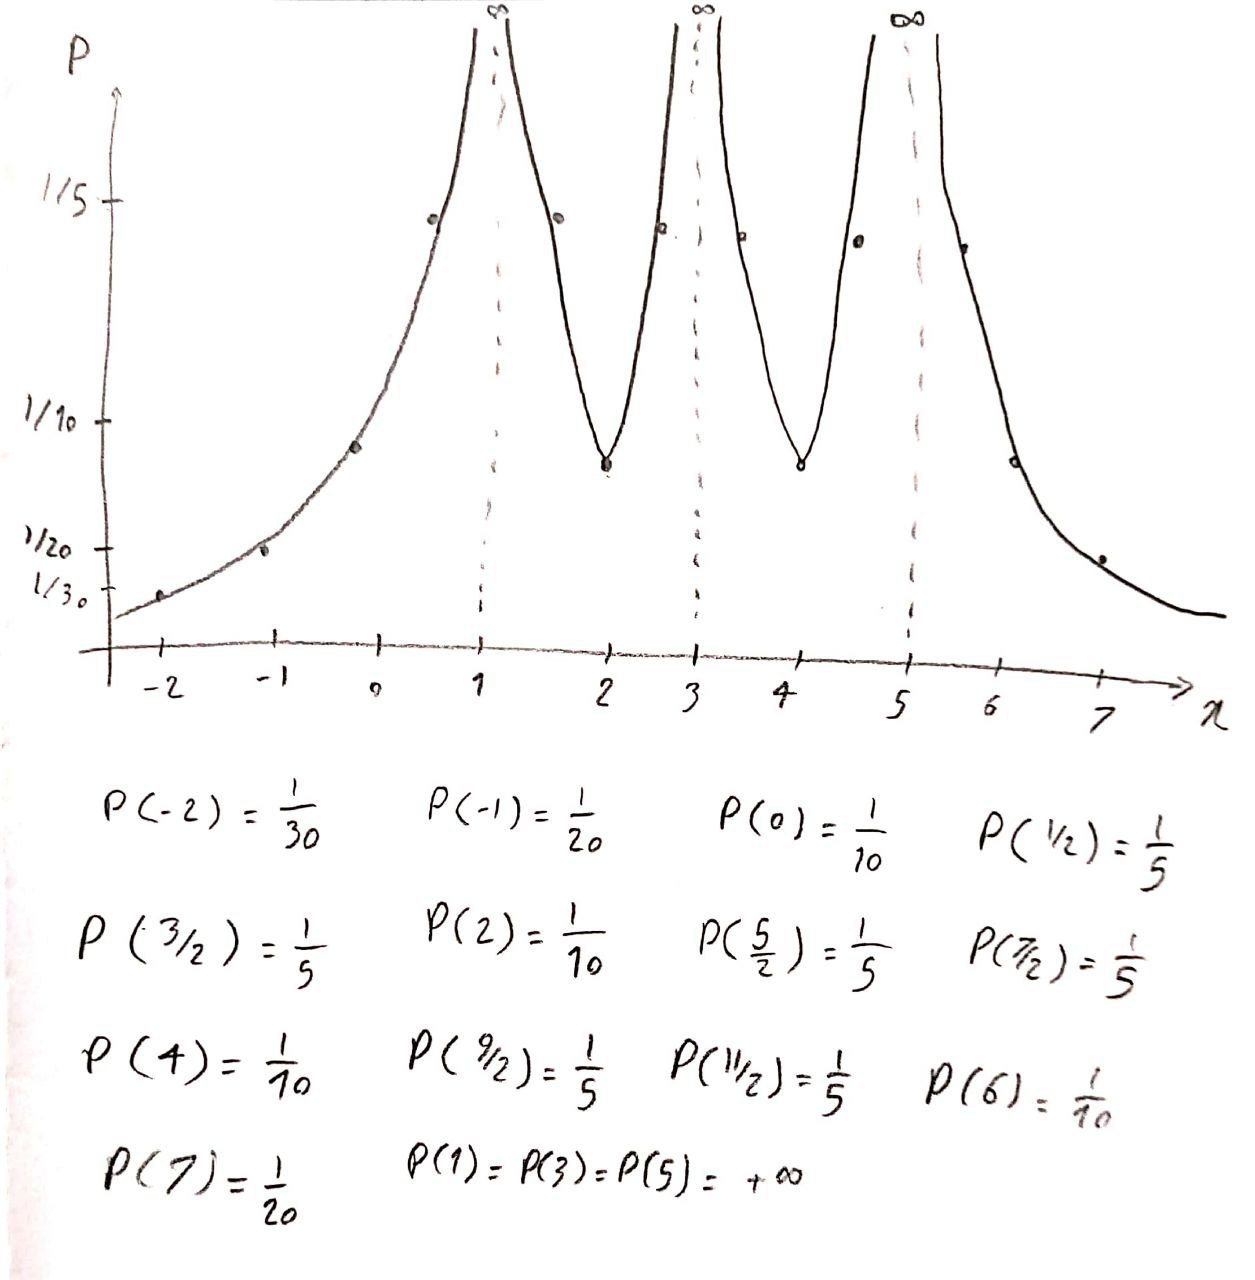 ∞ ∞ ∞
P
1/5
1/10
1/20
1/30
-2 -1 0 1 2 3 4 5 6 7 x
P(-2) = 1/30 P(-1) = 1/20 P(0) = 1/10 P(1/2) = 1/5
P(3/2) = 1/5 P(2) = 1/10 P(5/2) = 1/5 P(7/2) = 1/5
P(4) = 1/10 P(9/2) = 1/5 P(11/2) = 1/5 P(6) = 1/10
P(7) = 1/20 P(1) = P(3) = P(5) = +∞